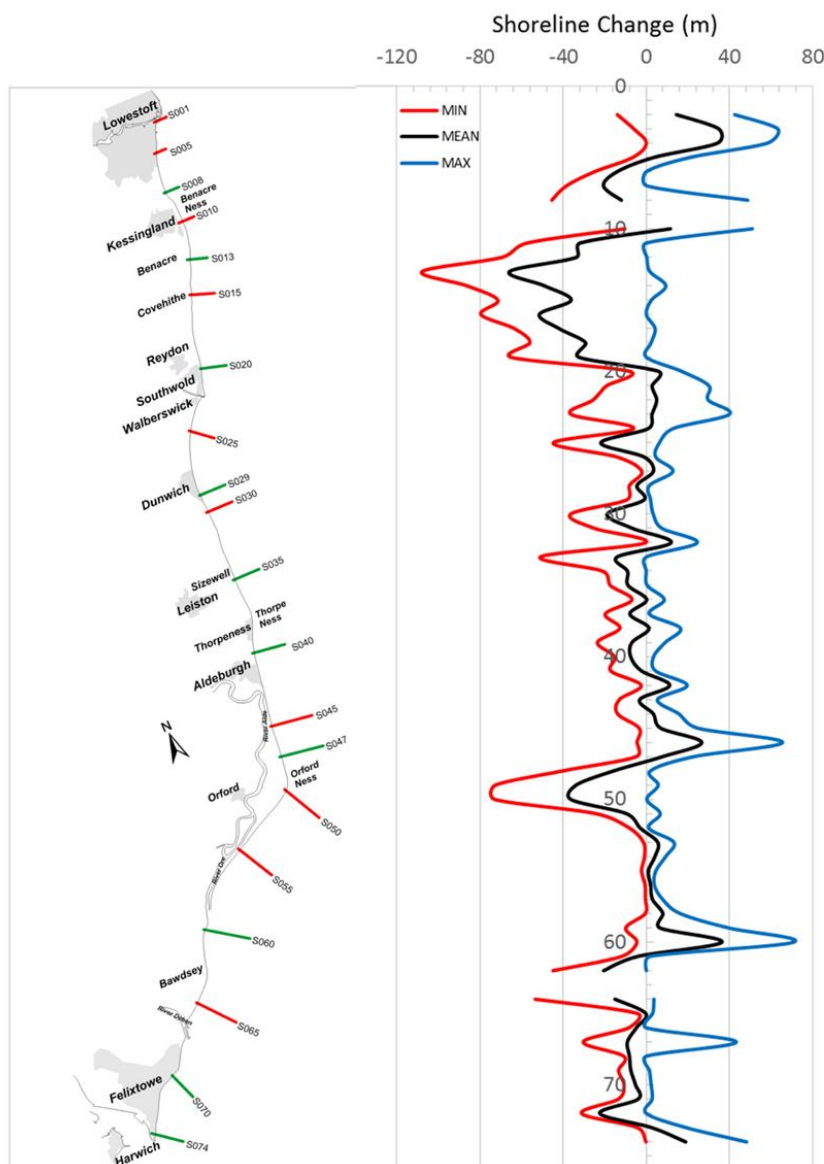 Shoreline Change (m)
-120 -80 -40 0 40 80
0
MIN
MEAN
MAX
10
20
30
40
50
60
70
Lowestoft
S001
S005
S008
Benacre
Ness
S010
Kessingland
Benacre
S013
Covehithe
S015
Reydon
S020
Southwold
Walberswick
S025
Dunwich
S029
S030
Sizewell
S035
Leiston
Thorpe
Ness
Thorpeness
S040
Aldeburgh
River Alde
S045
S047
N
Orford
Ness
Orford
S050
River Ore
S055
S060
Bawdsey
River Deben
S065
Felixtowe
S070
S074
Harwich